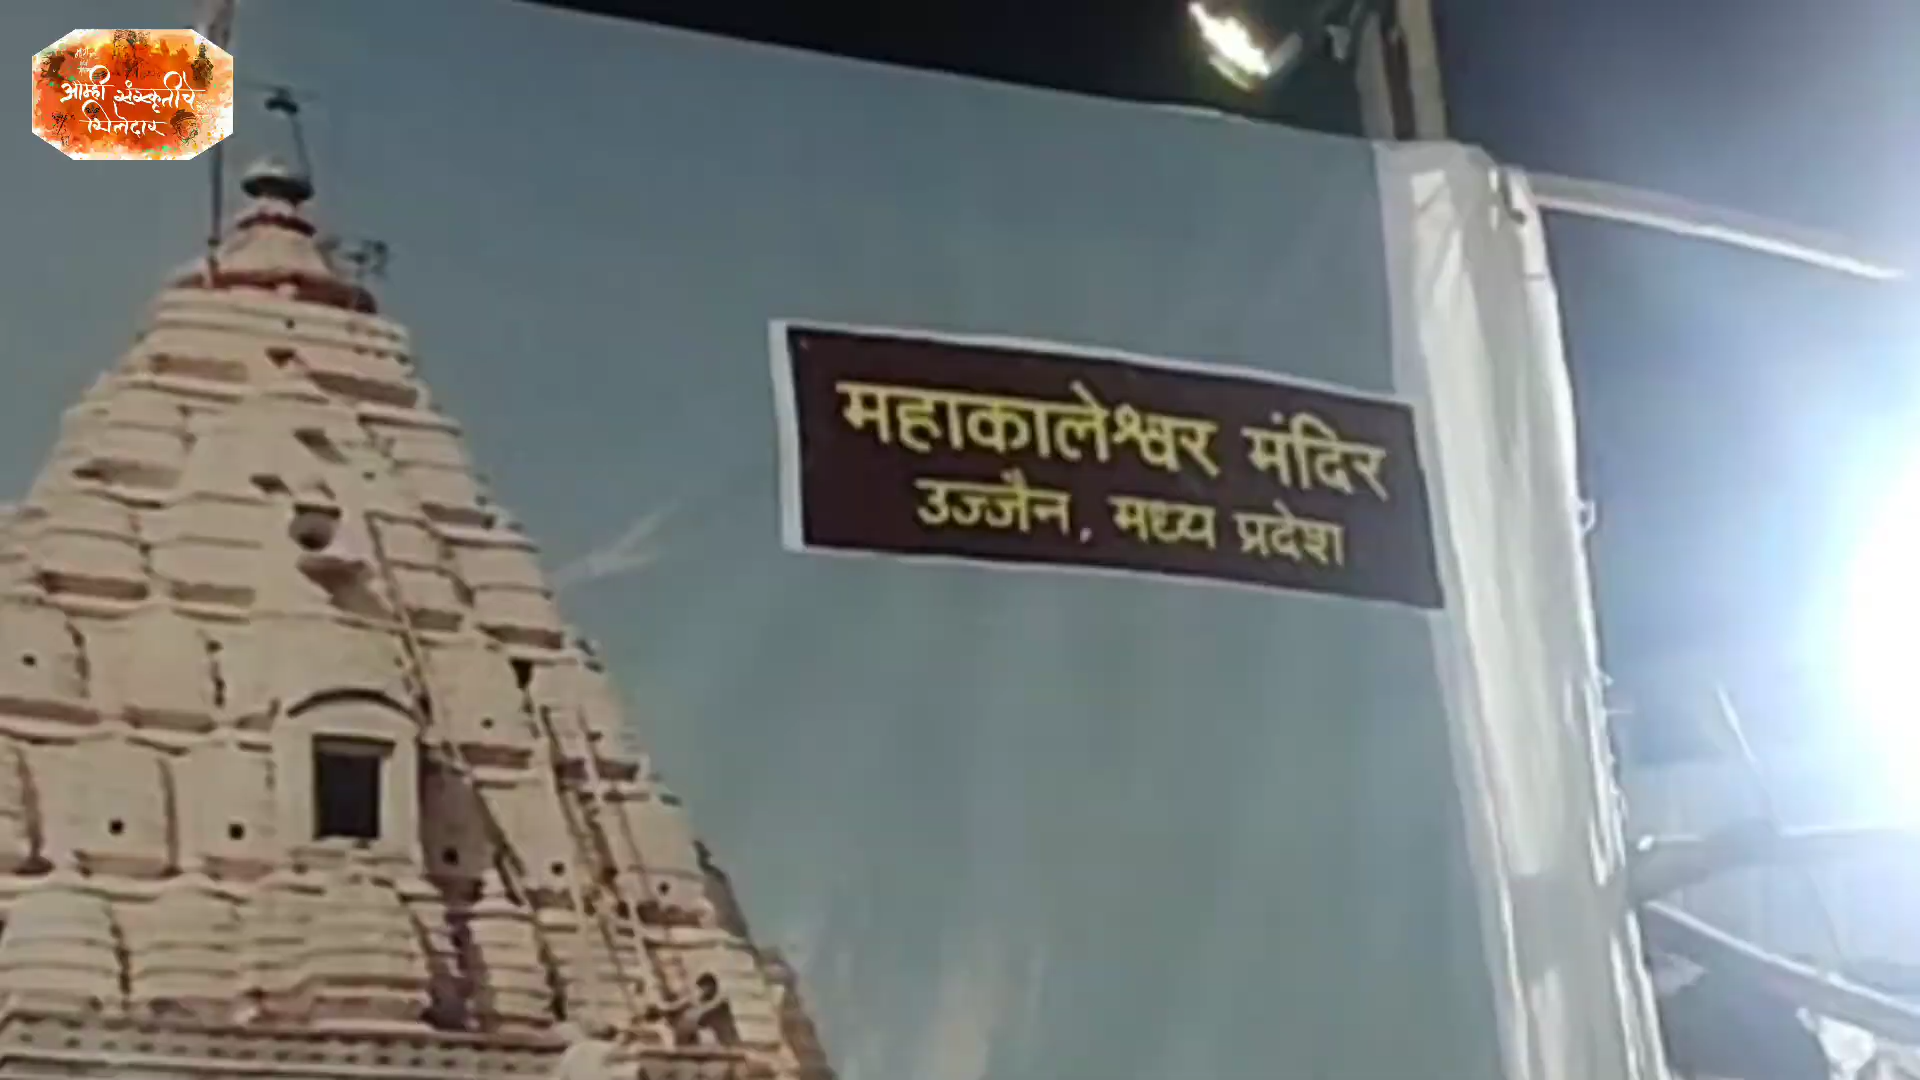 आम्ही संस्कृतीचे
शिलेदार
महाकालेश्वर मंदिर
उज्जैन, मध्य प्रदेश